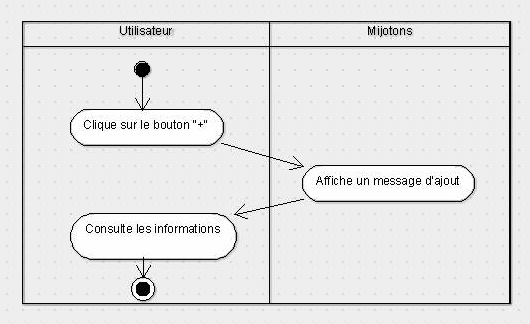 Utilisateur
Mijotons
Clique sur le bouton "+"
Affiche un message d'ajout
Consulte les informations